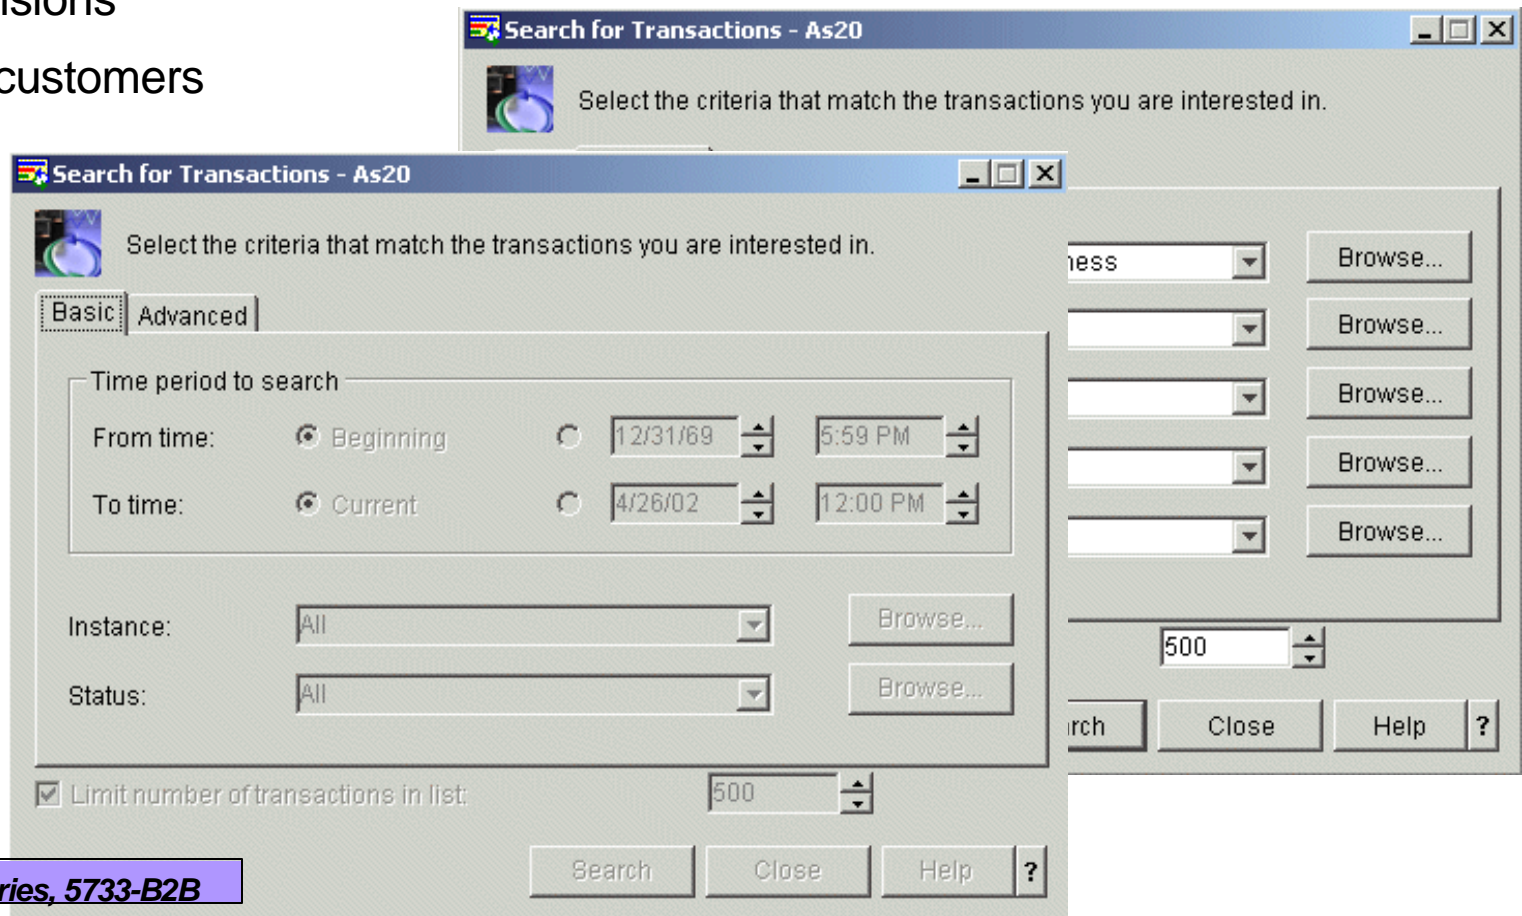 customers
Search for Transactions - As20
Select the criteria that match the transactions you are interested in.
Browse...
Browse...
Browse...
Browse...
Browse...
500
Close Help ?
Search for Transactions - As20
Select the criteria that match the transactions you are interested in.
Basic Advanced
Time period to search
From time: Beginning 12/31/69 5:59 PM
To time: Current 4/26/02 12:00 PM
Instance: All Browse...
Status: All Browse...
Limit number of transactions in list: 500
Search Close Help ?
5733-B2B